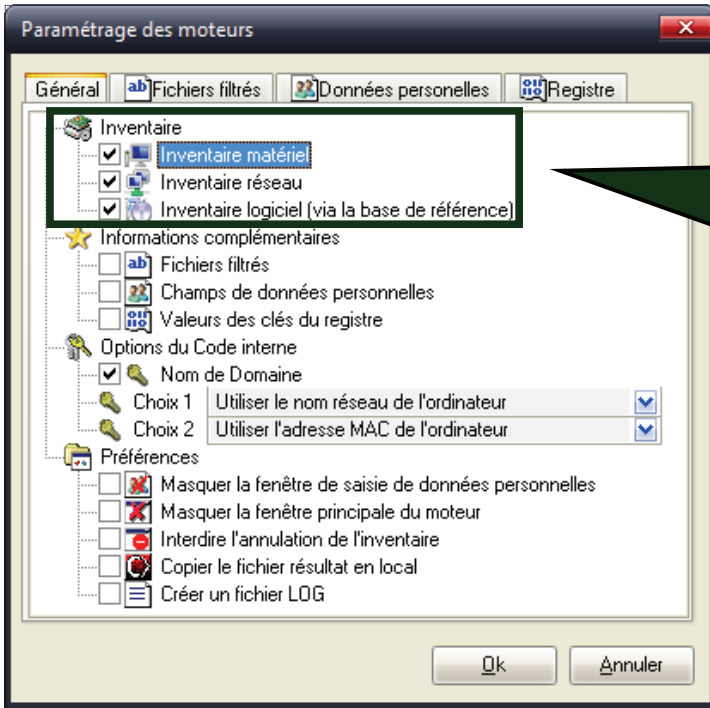 Paramétrage des moteurs
Général Fichiers filtrés Données personelles Registre
Inventaire
Inventaire matériel
Inventaire réseau
Inventaire logiciel (via la base de référence)
Informations complémentaires
Fichiers filtrés
Champs de données personnelles
Valeurs des clés du registre
Options du Code interne
Nom de Domaine
Choix 1 Utiliser le nom réseau de l'ordinateur
Choix 2 Utiliser l'adresse MAC de l'ordinateur
Préférences
Masquer la fenêtre de saisie de données personnelles
Masquer la fenêtre principale du moteur
Interdire l'annulation de l'inventaire
Copier le fichier résultat en local
Créer un fichier LOG
Ok Annuler